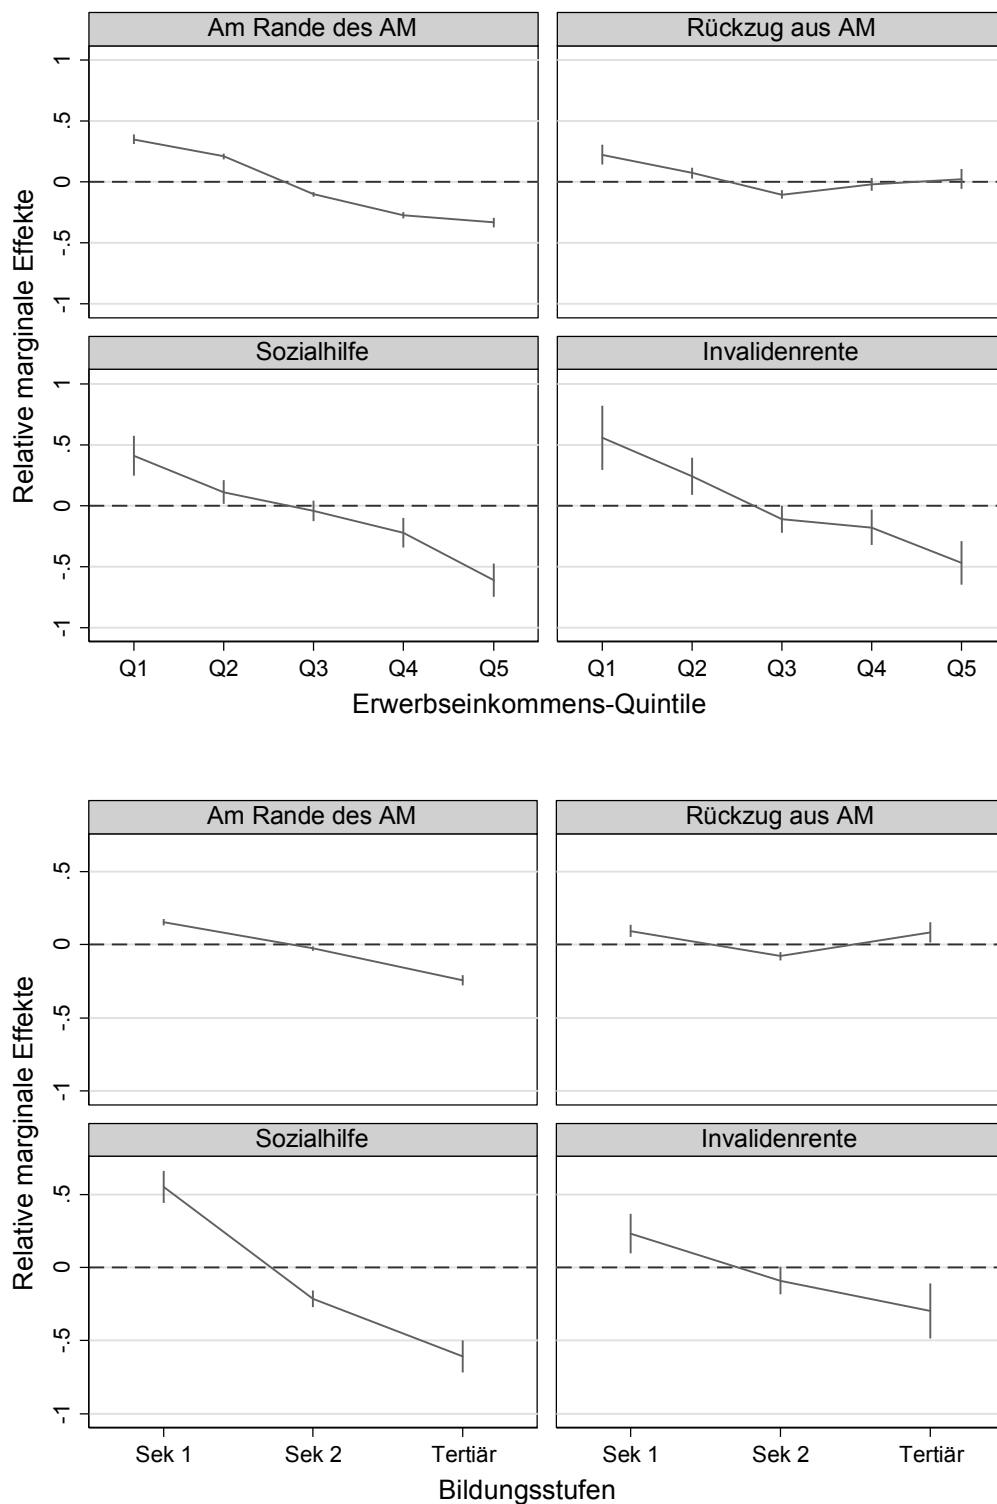 Am Rande des AM
Rückzug aus AM
1
.5
0
-.5
-1
Sozialhilfe
Invalidenrente
1
.5
0
-.5
-1
Relative marginale Effekte
Q1 Q2 Q3 Q4 Q5
Q1 Q2 Q3 Q4 Q5
Erwerbseinkommens-Quintile
Am Rande des AM
Rückzug aus AM
.5
0
-.5
-1
Sozialhilfe
Invalidenrente
.5
0
-.5
-1
Relative marginale Effekte
Sek 1 Sek 2 Tertiär
Sek 1 Sek 2 Tertiär
Bildungsstufen